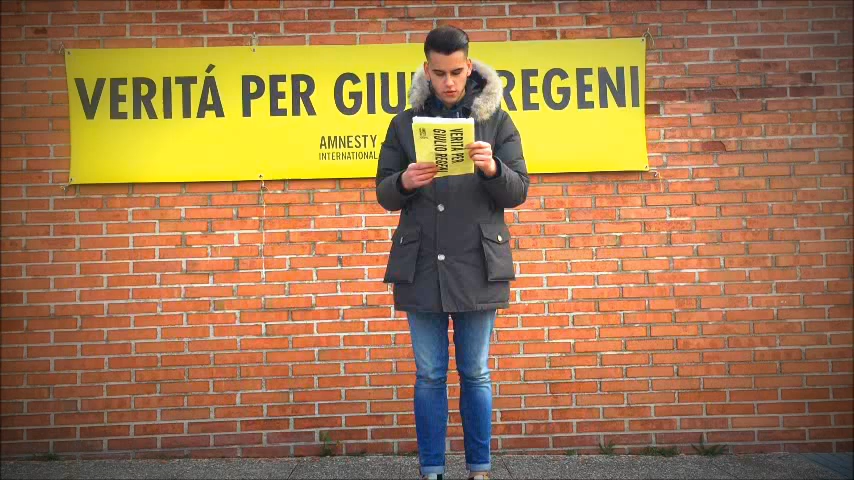 VERITÁ PER GIU REGENI
AMNESTY
INTERNATIONAL
VERITÀ PER
GIULIO REGENI